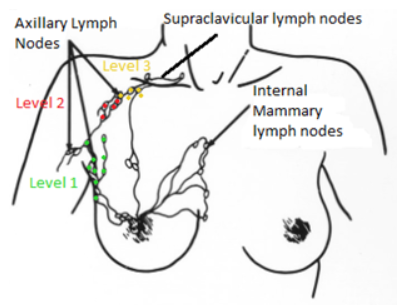 Axillary Lymph
Nodes
Supraclavicular lymph nodes
Level 3
Level 2
Internal
Mammary
lymph nodes
Level 1